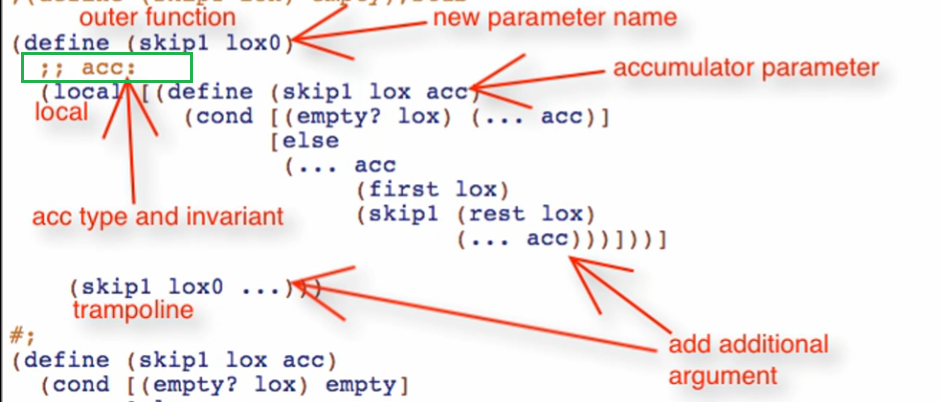 outer function
new parameter name
(define (skip1 lox0)
;; acc:
accumulator parameter
(local [(define (skip1 lox acc)
local
(cond [(empty? lox) (... acc)]
[else
(... acc
(first lox)
acc type and invariant
(skip1 (rest lox)
(... acc)))]))]
(skip1 lox0 ...)))
trampoline
add additional
argument
#;
(define (skip1 lox acc)
(cond [(empty? lox) empty]